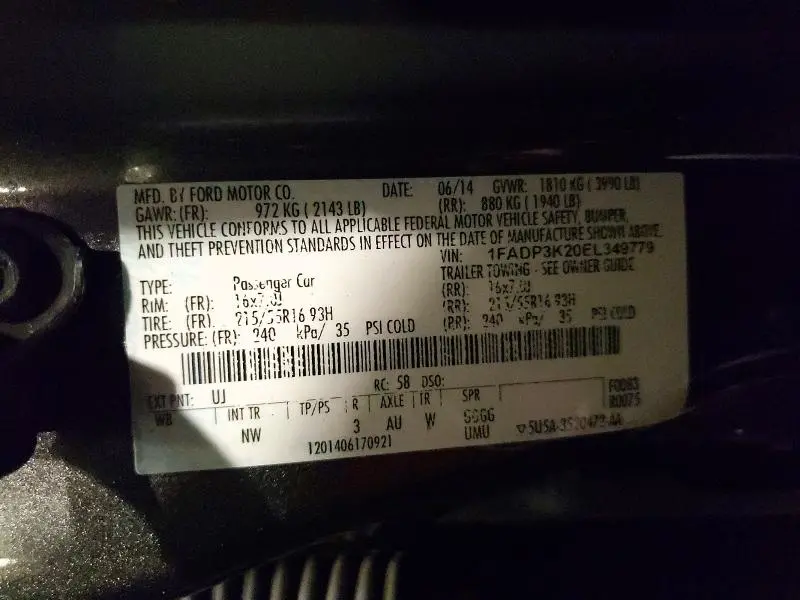 MFD. BY FORD MOTOR CO. DATE: 06/14 GVWR: 1810 KG ( 3990 LB)
GAWR: (FR): 972 KG ( 2143 LB) (RR): 880 KG ( 1940 LB)
THIS VEHICLE CONFORMS TO ALL APPLICABLE FEDERAL MOTOR VEHICLE SAFETY, BUMPER,
AND THEFT PREVENTION STANDARDS IN EFFECT ON THE DATE OF MANUFACTURE SHOWN ABOVE.
VIN: 1FADP3K20EL349779
TYPE: Passenger Car TRAILER TOWING - SEE OWNER GUIDE
RIM: (FR): 16x7.0J (RR): 16x7.0J
TIRE: (FR): 215/55R16 93H (RR): 215/55R16 93H
PRESSURE: (FR): 240 kPa/ 35 PSI COLD (RR): 240 kPa/ 35 PSI COLD
RC: 58 DSO:
EXT PNT: UJ F0083
WB INT TR TP/PS R AXLE TR SPR R0075
NW 3 AU W GGGG
UMU
1201406170921 ▽5U5A-3520472-AA